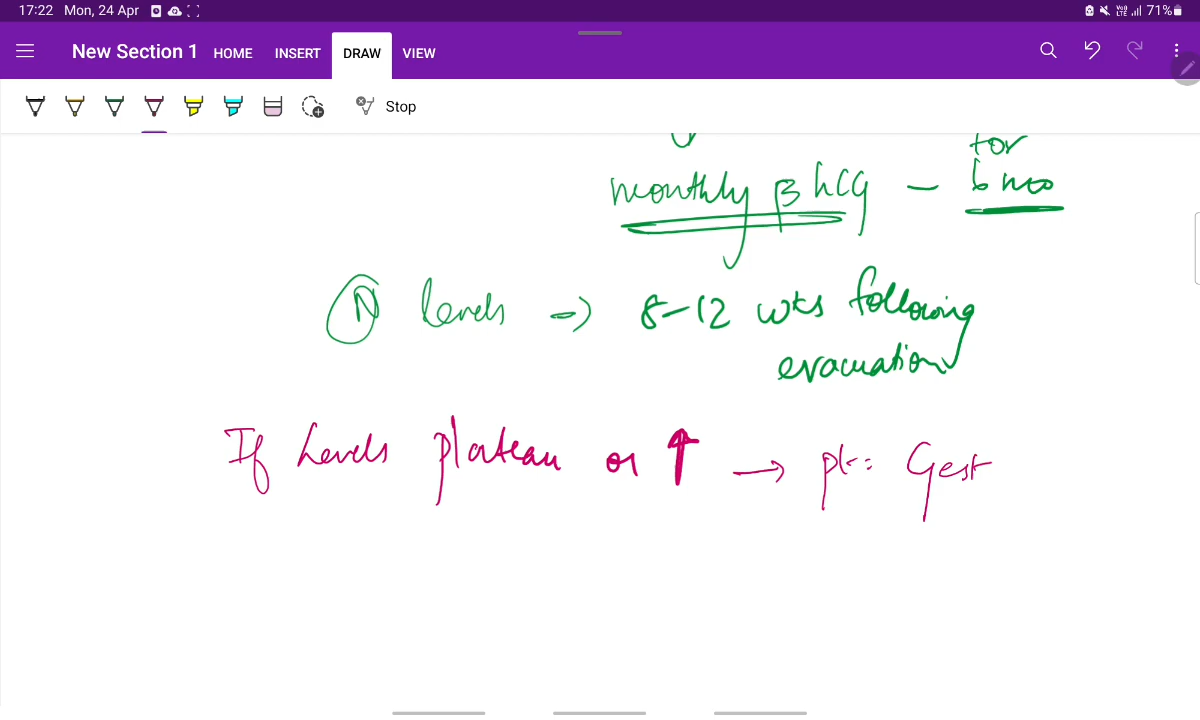 17:22 Mon, 24 Apr 71%
New Section 1 HOME INSERT DRAW VIEW
Stop
for
monthly β hCG – 6 mo
Ⓝ levels → 8-12 wks following
evacuation
If Levels plateau or ↑ → pt: Gest